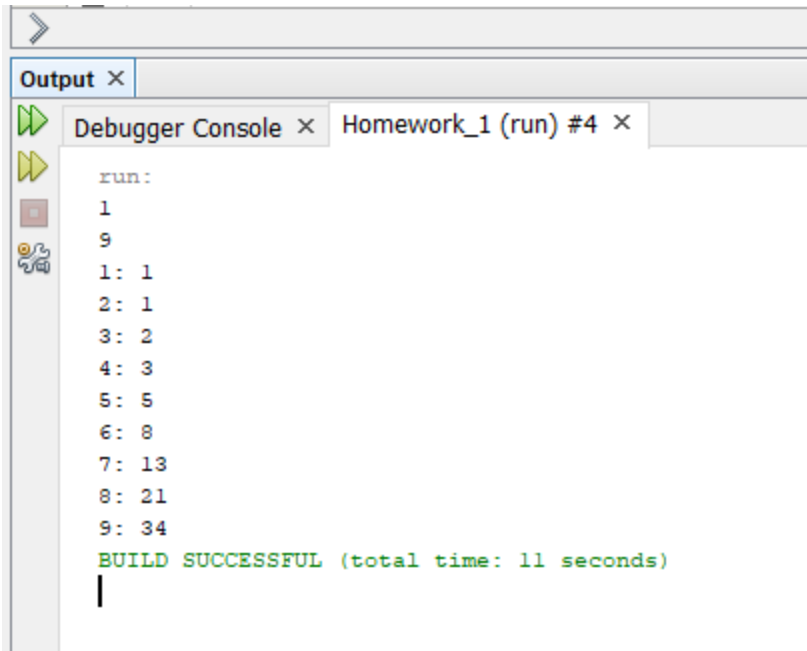 Output ×
Debugger Console × Homework_1 (run) #4 ×
run:
1
9
1: 1
2: 1
3: 2
4: 3
5: 5
6: 8
7: 13
8: 21
9: 34
BUILD SUCCESSFUL (total time: 11 seconds)